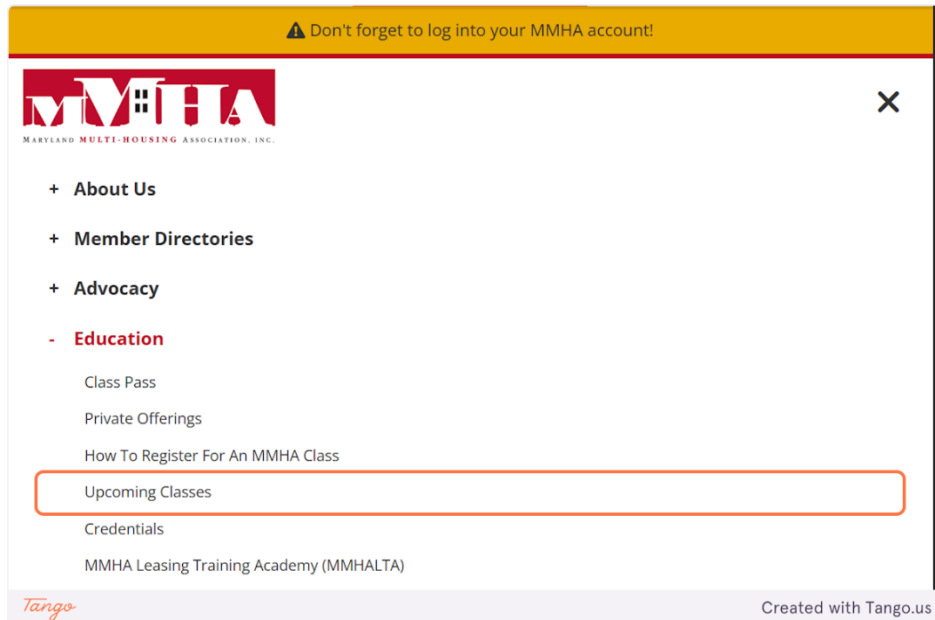 Don't forget to log into your MMHA account!
MMHA
MARYLAND MULTI-HOUSING ASSOCIATION, INC.
+ About Us
+ Member Directories
+ Advocacy
- Education
Class Pass
Private Offerings
How To Register For An MMHA Class
Upcoming Classes
Credentials
MMHA Leasing Training Academy (MMHALTA)
Tango
Created with Tango.us